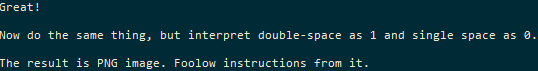 Great!
Now do the same thing, but interpret double-space as 1 and single space as 0.
The result is PNG image. Foolow instructions from it.